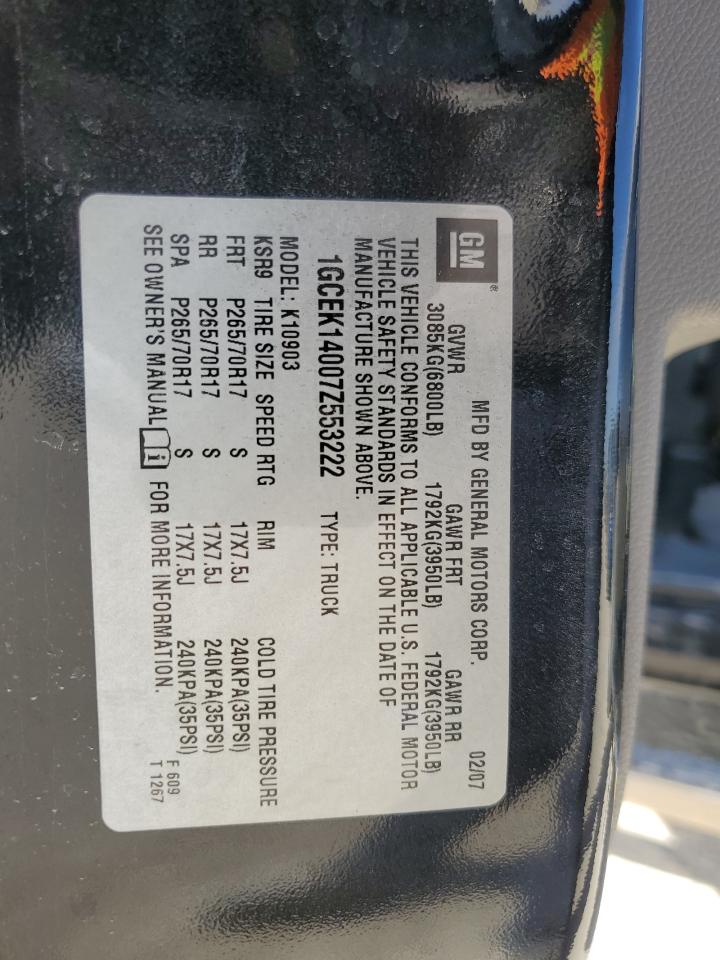 GM®
MFD BY GENERAL MOTORS CORP. 02/07
GVWR GAWR FRT GAWR RR
3085KG(6800LB) 1792KG(3950LB) 1792KG(3950LB)
THIS VEHICLE CONFORMS TO ALL APPLICABLE U.S. FEDERAL MOTOR
VEHICLE SAFETY STANDARDS IN EFFECT ON THE DATE OF
MANUFACTURE SHOWN ABOVE.
1GCEK14007Z553222 TYPE: TRUCK
MODEL: K10903
KSR9 TIRE SIZE SPEED RTG RIM COLD TIRE PRESSURE
FRT P265/70R17 S 17X7.5J 240KPA(35PSI)
RR P265/70R17 S 17X7.5J 240KPA(35PSI)
SPA P265/70R17 S 17X7.5J 240KPA(35PSI)
SEE OWNER'S MANUAL i FOR MORE INFORMATION.
F 609
T 1267